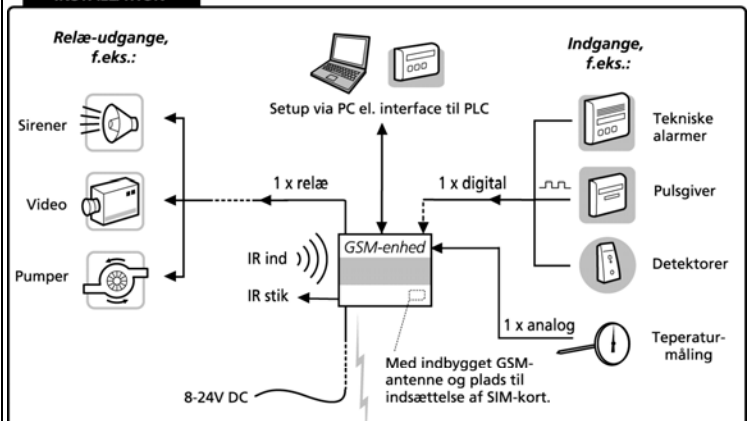 INSTALLATION
Relæ-udgange,
f.eks.:
Indgange,
f.eks.:
Setup via PC el. interface til PLC
Sirener
Tekniske
alarmer
1 x relæ
1 x digital
Video
Pulsgiver
GSM-enhed
IR ind
Pumper
Detektorer
IR stik
1 x analog
Teperatur-
måling
Med indbygget GSM-
antenne og plads til
indsættelse af SIM-kort.
8-24V DC